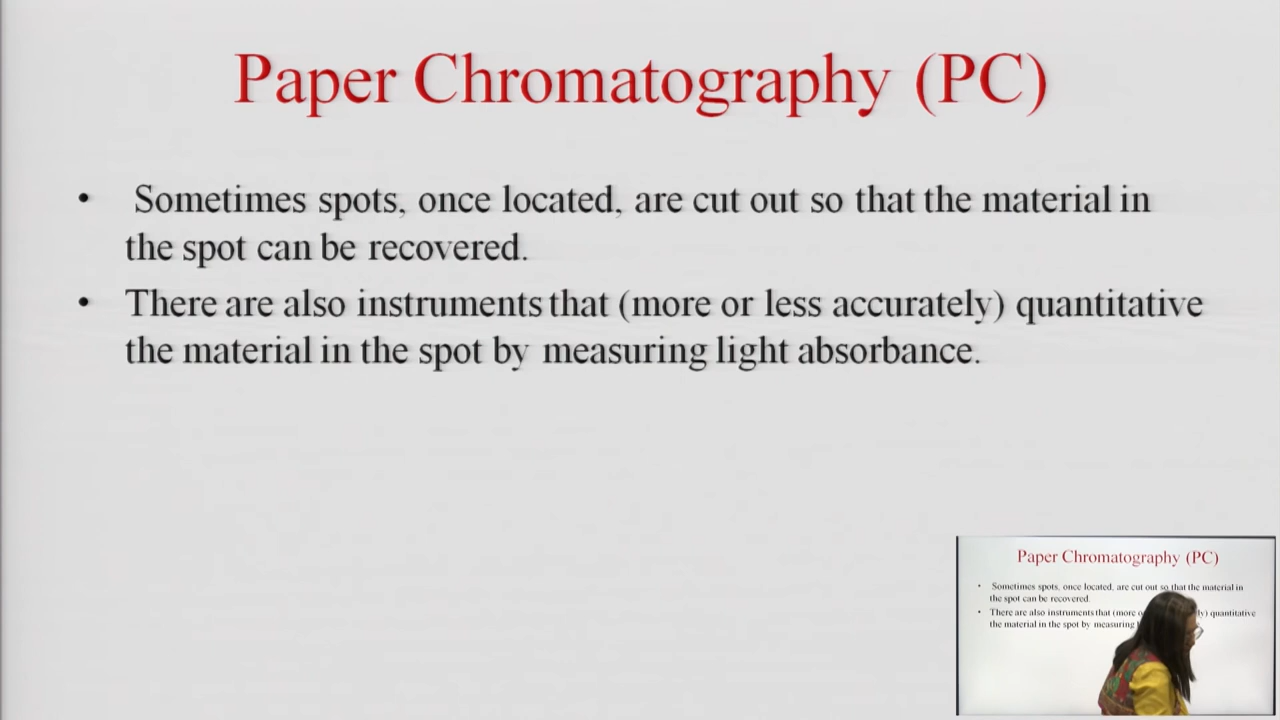 Paper Chromatography (PC)
• Sometimes spots, once located, are cut out so that the material in
the spot can be recovered.
• There are also instruments that (more or less accurately) quantitative
the material in the spot by measuring light absorbance.
Paper Chromatography (PC)
• Sometimes spots, once located, are cut out so that the material in
the spot can be recovered.
• There are also instruments that (more ly) quantitative
the material in the spot by measuring